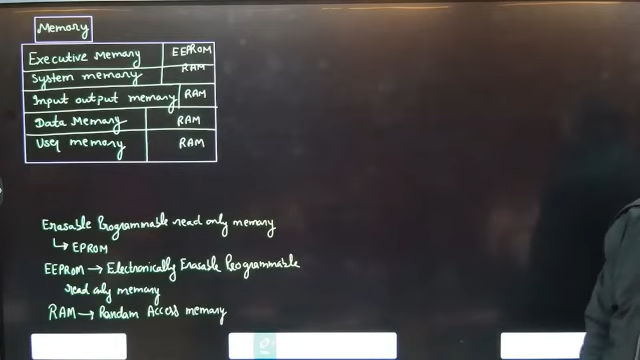 Memory
Executive Memory EEPROM
System memory RAM
Input output memory RAM
Data Memory RAM
User memory RAM
Erasable Programmable read only memory
↳ EPROM
EEPROM → Electronically Erasable Programmable
read only memory
RAM → Random Access memory